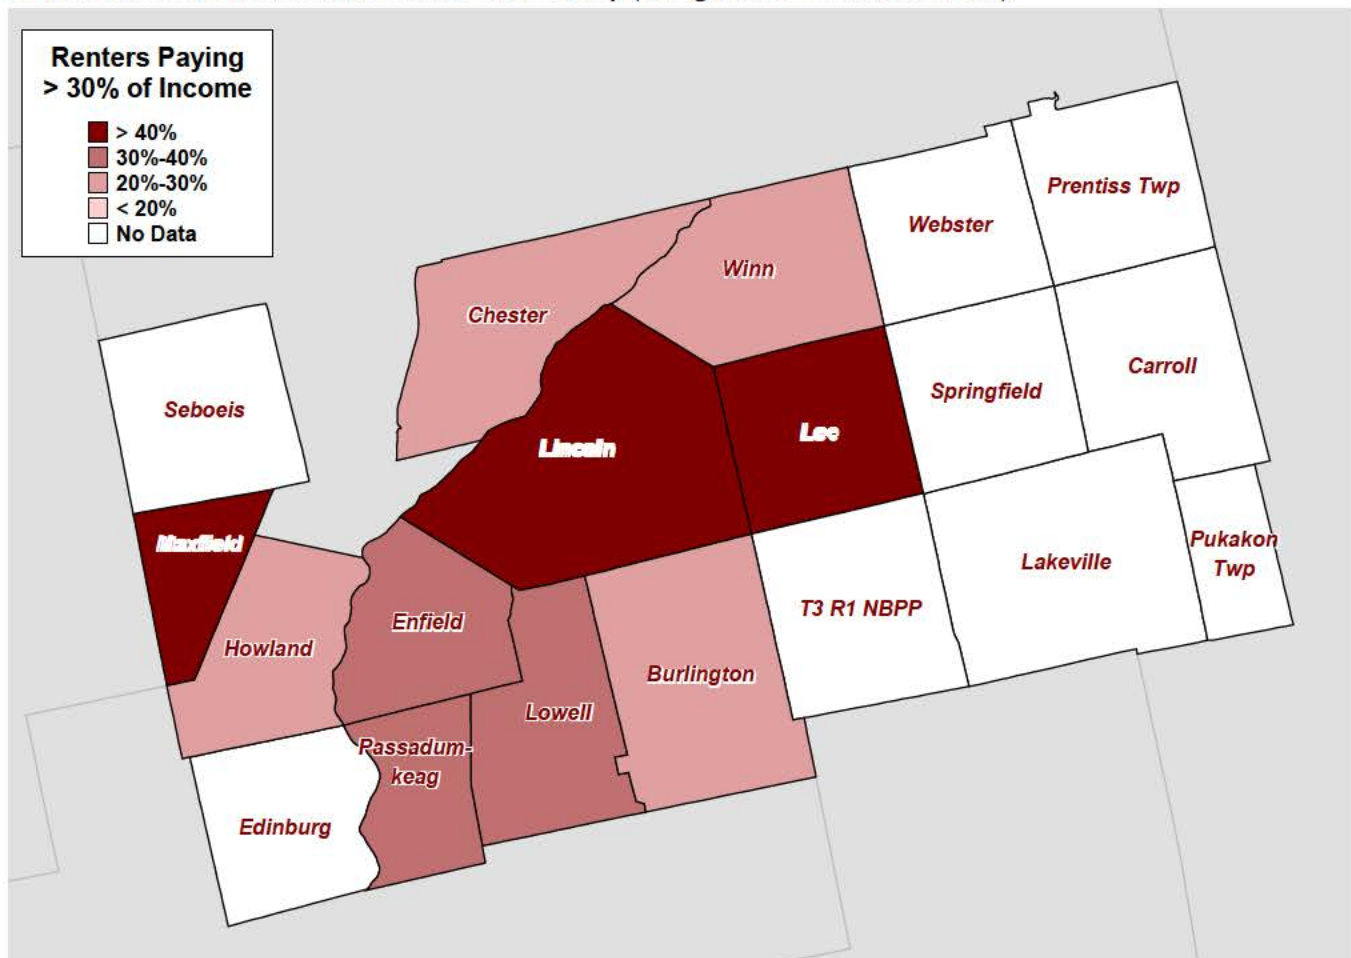 Renters Paying
> 30% of Income
> 40%
30%-40%
20%-30%
< 20%
No Data
Prentiss Twp
Webster
Winn
Chester
Carroll
Springfield
Seboeis
Lee
Lincoln
Maxfield
Pukakon
Twp
Lakeville
T3 R1 NBPP
Enfield
Howland
Burlington
Lowell
Passadum-
keag
Edinburg